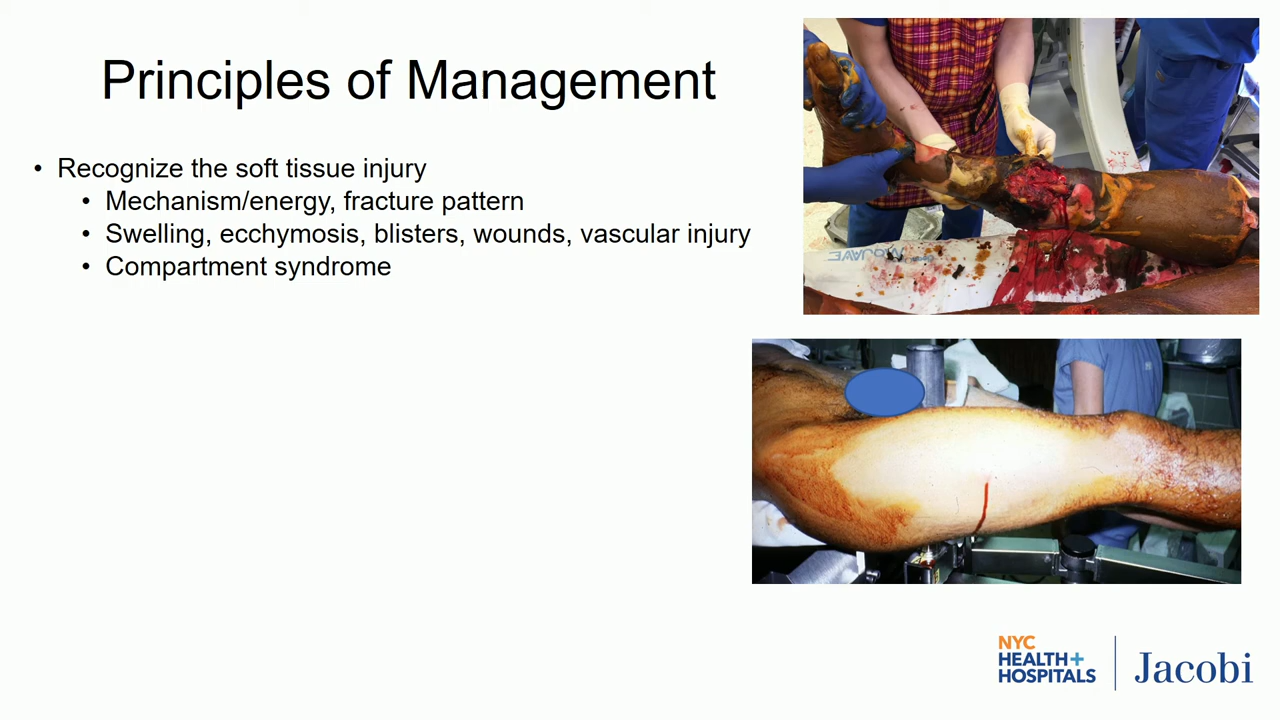 Principles of Management
• Recognize the soft tissue injury
• Mechanism/energy, fracture pattern
• Swelling, ecchymosis, blisters, wounds, vascular injury
• Compartment syndrome
NYC
HEALTH+
HOSPITALS
Jacobi